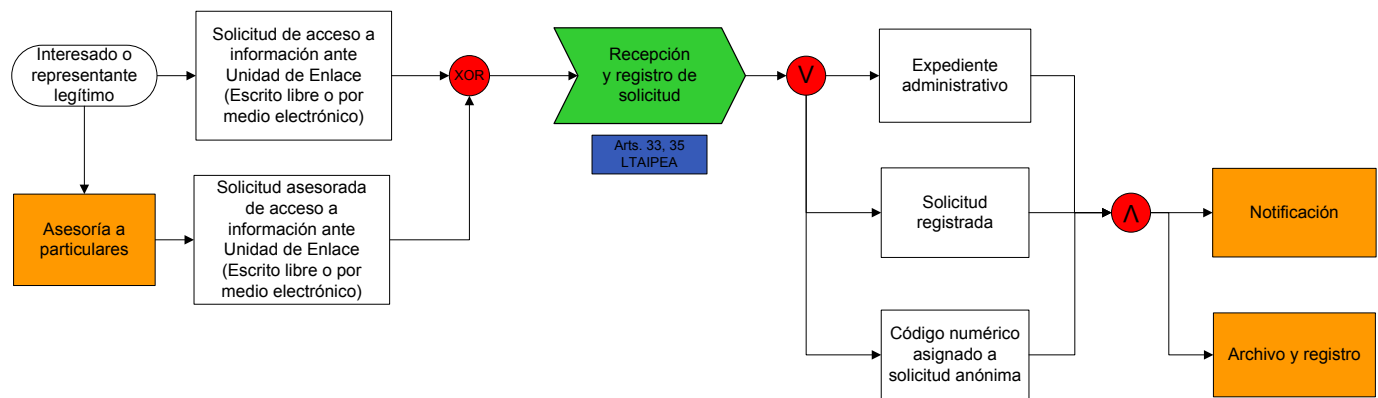 Interesado o
representante
legítimo
Solicitud de acceso a
información ante
Unidad de Enlace
(Escrito libre o por
medio electrónico)
XOR
Recepción
y registro de
solicitud
Arts. 33, 35
LTAIPEA
V
Expediente
administrativo
Asesoría a
particulares
Solicitud asesorada
de acceso a
información ante
Unidad de Enlace
(Escrito libre o por
medio electrónico)
Solicitud
registrada
Λ
Notificación
Código numérico
asignado a
solicitud anónima
Archivo y registro